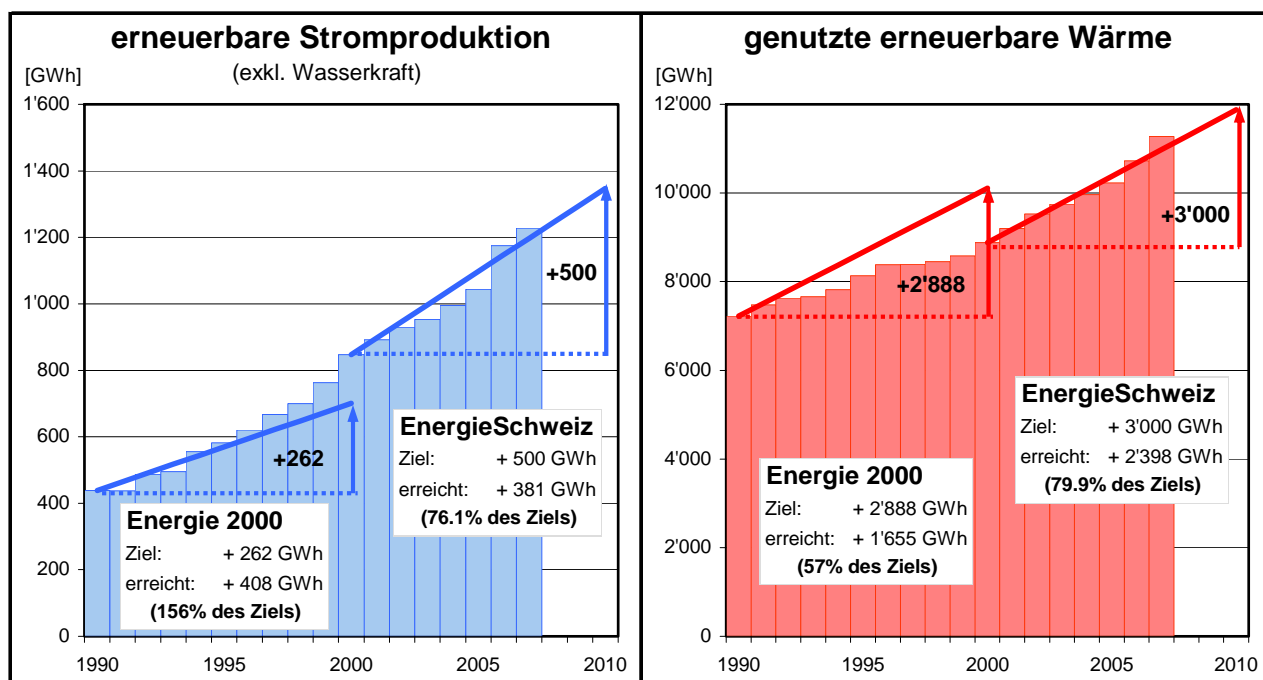 erneuerbare Stromproduktion
(exkl. Wasserkraft)
[GWh]
1'600
1'400
1'200
1'000
800
600
400
200
0
1990 1995 2000 2005 2010
+262
+500
Energie 2000
Ziel: + 262 GWh
erreicht: + 408 GWh
(156% des Ziels)
EnergieSchweiz
Ziel: + 500 GWh
erreicht: + 381 GWh
(76.1% des Ziels)
genutzte erneuerbare Wärme
[GWh]
12'000
10'000
8'000
6'000
4'000
2'000
0
1990 1995 2000 2005 2010
+2'888
+3'000
Energie 2000
Ziel: + 2'888 GWh
erreicht: + 1'655 GWh
(57% des Ziels)
EnergieSchweiz
Ziel: + 3'000 GWh
erreicht: + 2'398 GWh
(79.9% des Ziels)